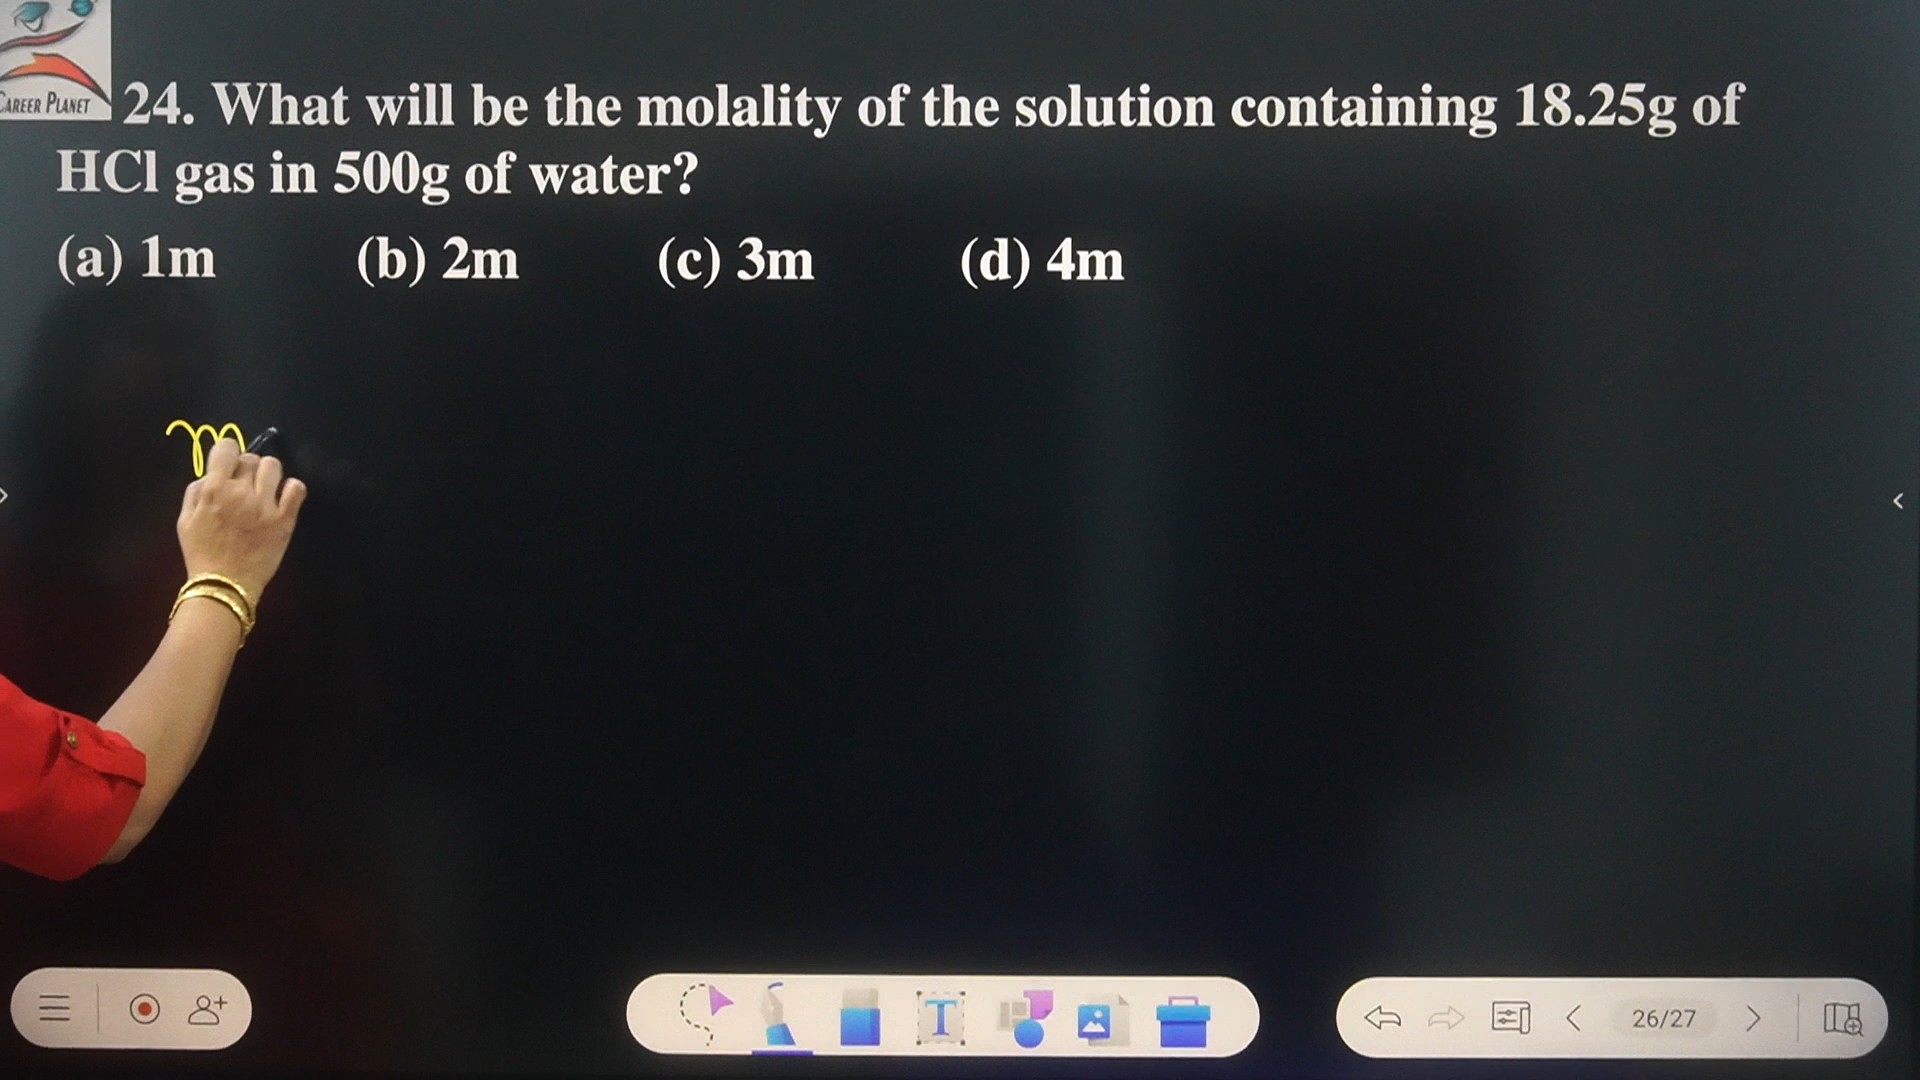 CAREER PLANET
24. What will be the molality of the solution containing 18.25g of
HCl gas in 500g of water?
(a) 1m (b) 2m (c) 3m (d) 4m
m
T
26/27